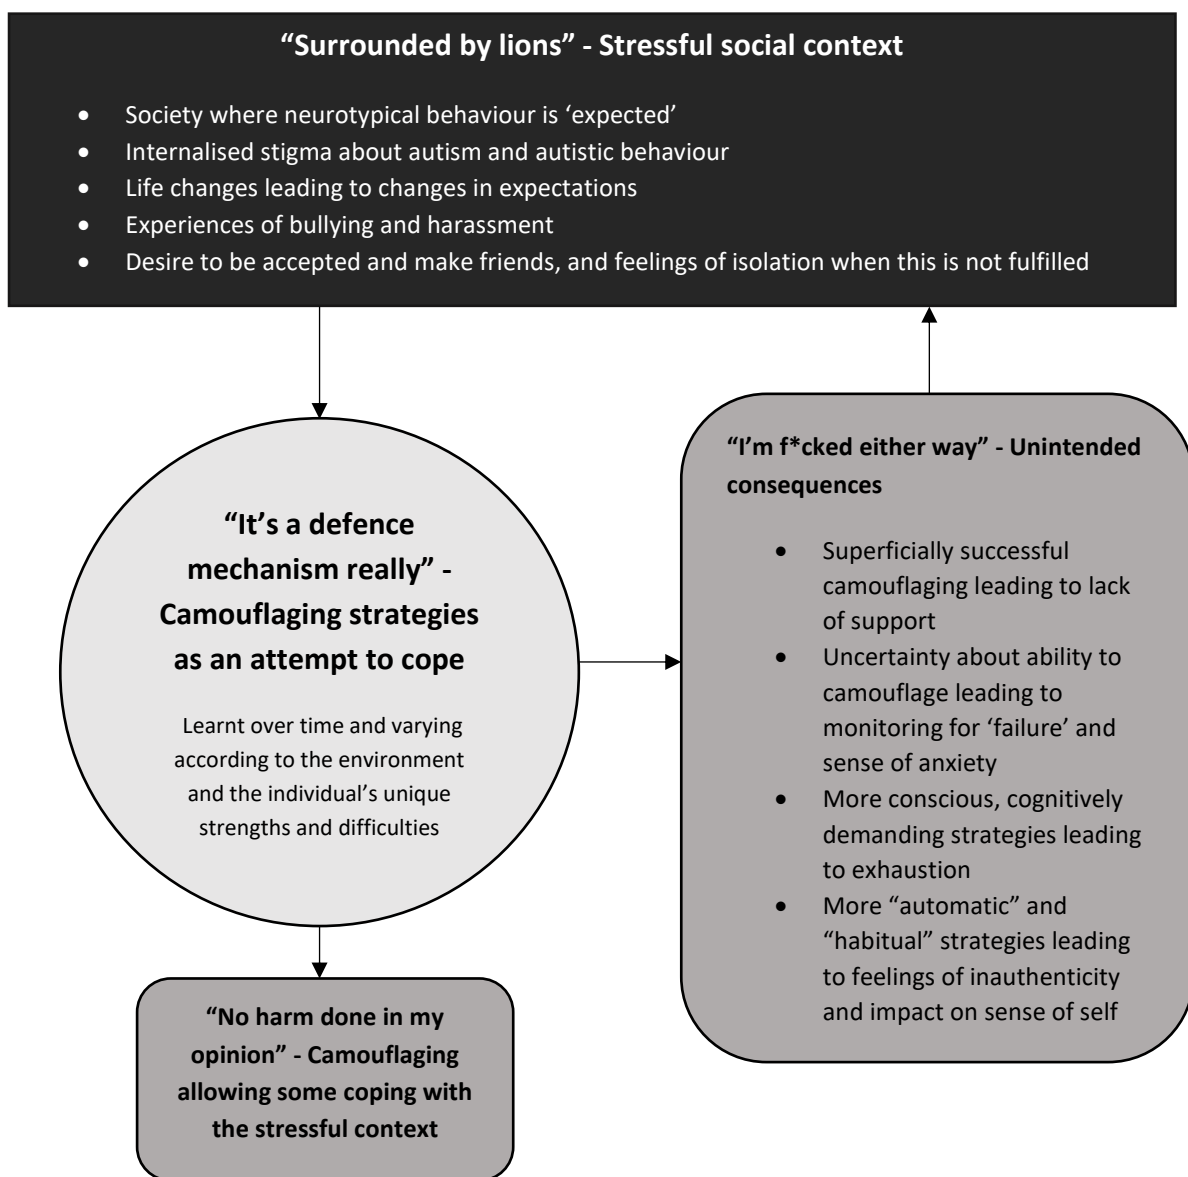 “Surrounded by lions” - Stressful social context
• Society where neurotypical behaviour is ‘expected’
• Internalised stigma about autism and autistic behaviour
• Life changes leading to changes in expectations
• Experiences of bullying and harassment
• Desire to be accepted and make friends, and feelings of isolation when this is not fulfilled
“It’s a defence
mechanism really” -
Camouflaging strategies
as an attempt to cope
Learnt over time and varying
according to the environment
and the individual’s unique
strengths and difficulties
“No harm done in my
opinion” - Camouflaging
allowing some coping with
the stressful context
“I’m f*cked either way” - Unintended
consequences
• Superficially successful
camouflaging leading to lack
of support
• Uncertainty about ability to
camouflage leading to
monitoring for ‘failure’ and
sense of anxiety
• More conscious, cognitively
demanding strategies leading
to exhaustion
• More “automatic” and
“habitual” strategies leading
to feelings of inauthenticity
and impact on sense of self